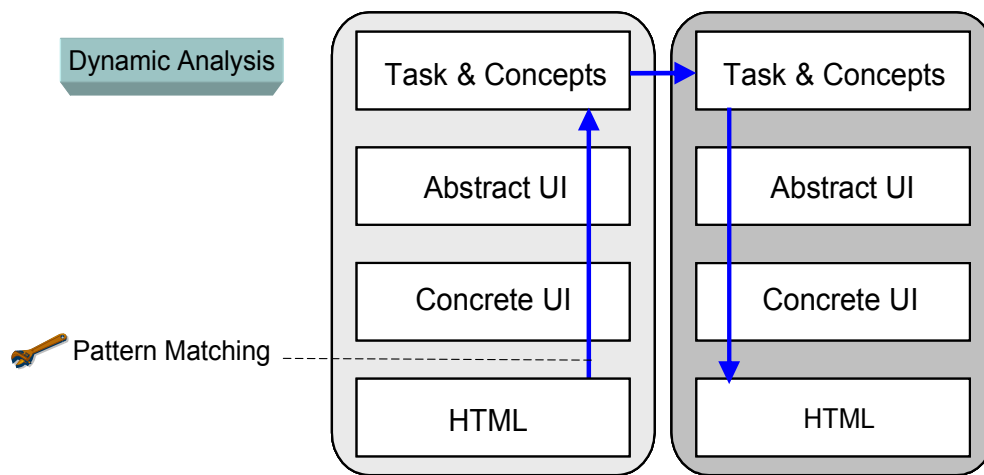 Dynamic Analysis
Task & Concepts
Task & Concepts
Abstract UI
Abstract UI
Concrete UI
Concrete UI
Pattern Matching
HTML
HTML